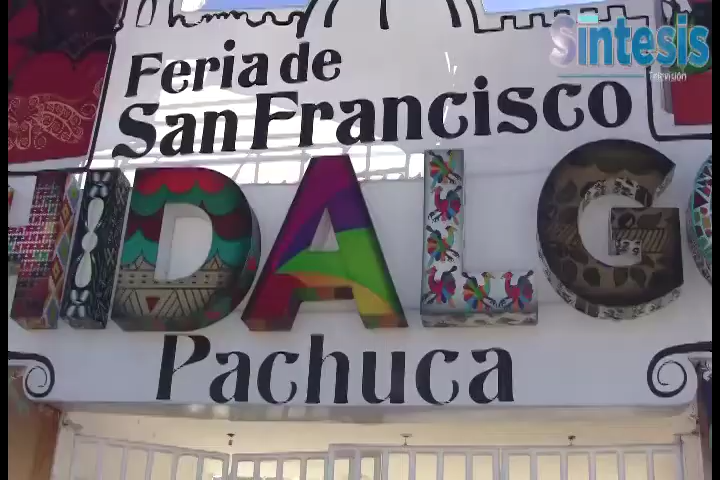 Síntesis
Televisión
Feria de
San Francisco
HIDALGO
Pachuca